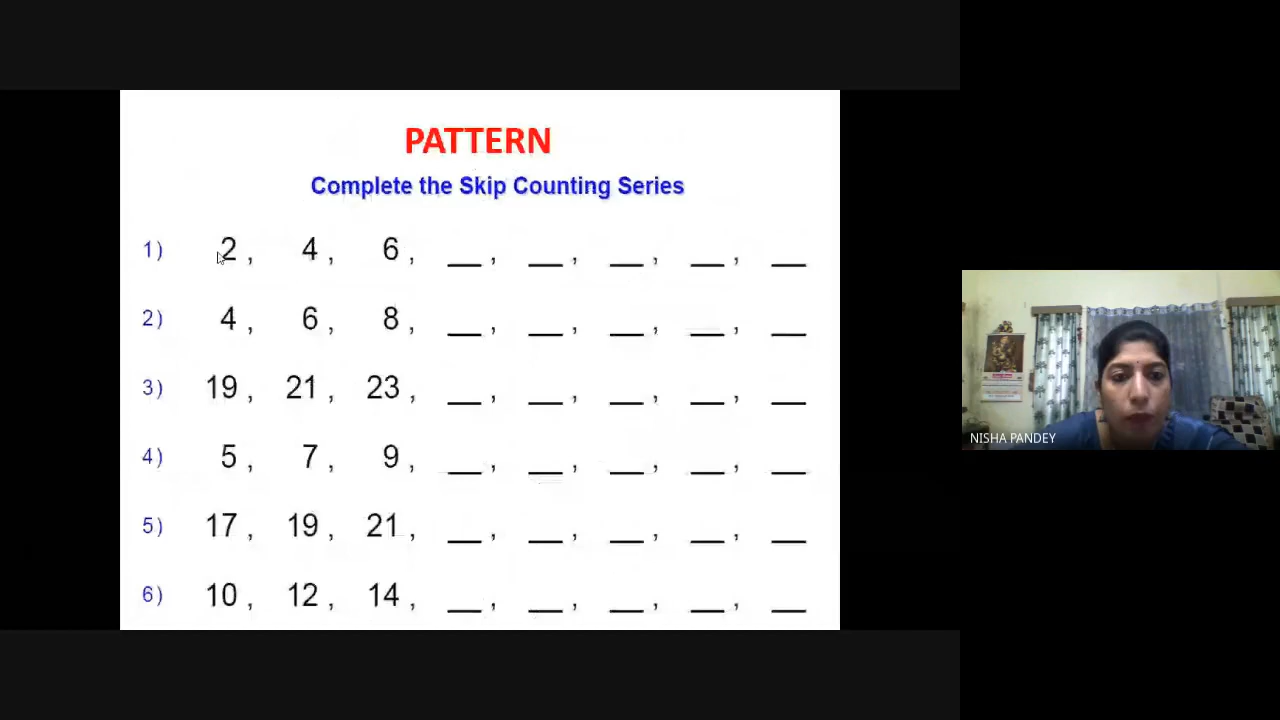 PATTERN
Complete the Skip Counting Series
1) 2 , 4 , 6 , __ , __ , __ , __ , __
2) 4 , 6 , 8 , __ , __ , __ , __ , __
3) 19 , 21 , 23 , __ , __ , __ , __ , __
4) 5 , 7 , 9 , __ , __ , __ , __ , __
5) 17 , 19 , 21 , __ , __ , __ , __ , __
6) 10 , 12 , 14 , __ , __ , __ , __ , __
NISHA PANDEY